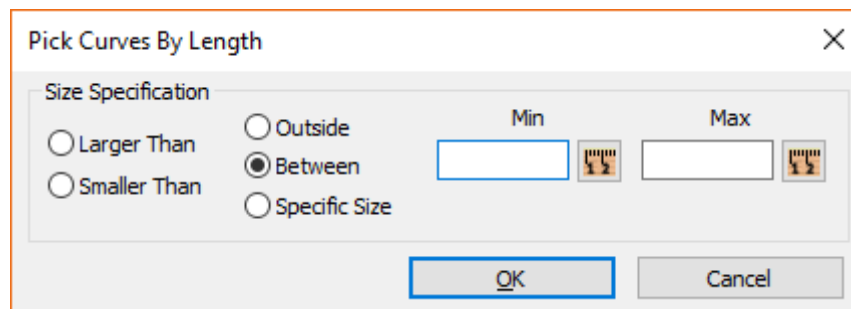 Pick Curves By Length
Size Specification
Larger Than
Smaller Than
Outside
Between
Specific Size
Min
Max
OK
Cancel